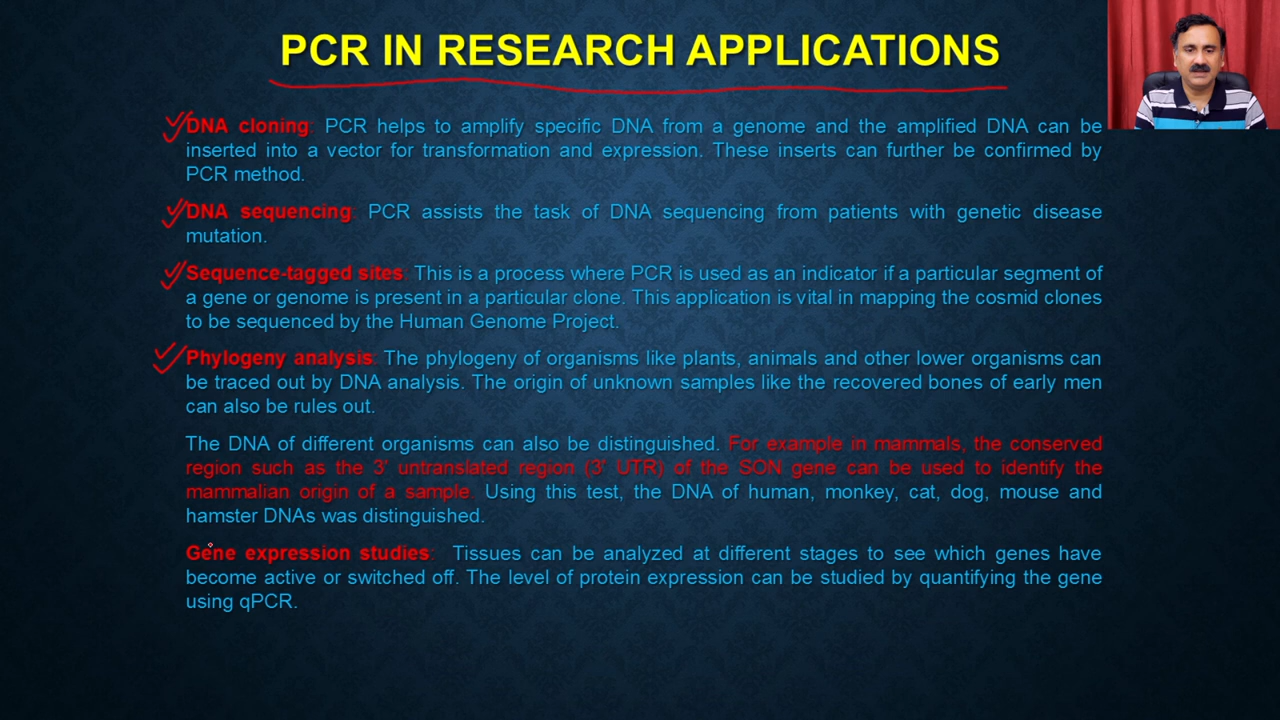 PCR IN RESEARCH APPLICATIONS
DNA cloning: PCR helps to amplify specific DNA from a genome and the amplified DNA can be
inserted into a vector for transformation and expression. These inserts can further be confirmed by
PCR method.
DNA sequencing: PCR assists the task of DNA sequencing from patients with genetic disease
mutation.
Sequence-tagged sites: This is a process where PCR is used as an indicator if a particular segment of
a gene or genome is present in a particular clone. This application is vital in mapping the cosmid clones
to be sequenced by the Human Genome Project.
Phylogeny analysis: The phylogeny of organisms like plants, animals and other lower organisms can
be traced out by DNA analysis. The origin of unknown samples like the recovered bones of early men
can also be rules out.
The DNA of different organisms can also be distinguished. For example in mammals, the conserved
region such as the 3' untranslated region (3' UTR) of the SON gene can be used to identify the
mammalian origin of a sample. Using this test, the DNA of human, monkey, cat, dog, mouse and
hamster DNAs was distinguished.
Gene expression studies: Tissues can be analyzed at different stages to see which genes have
become active or switched off. The level of protein expression can be studied by quantifying the gene
using qPCR.